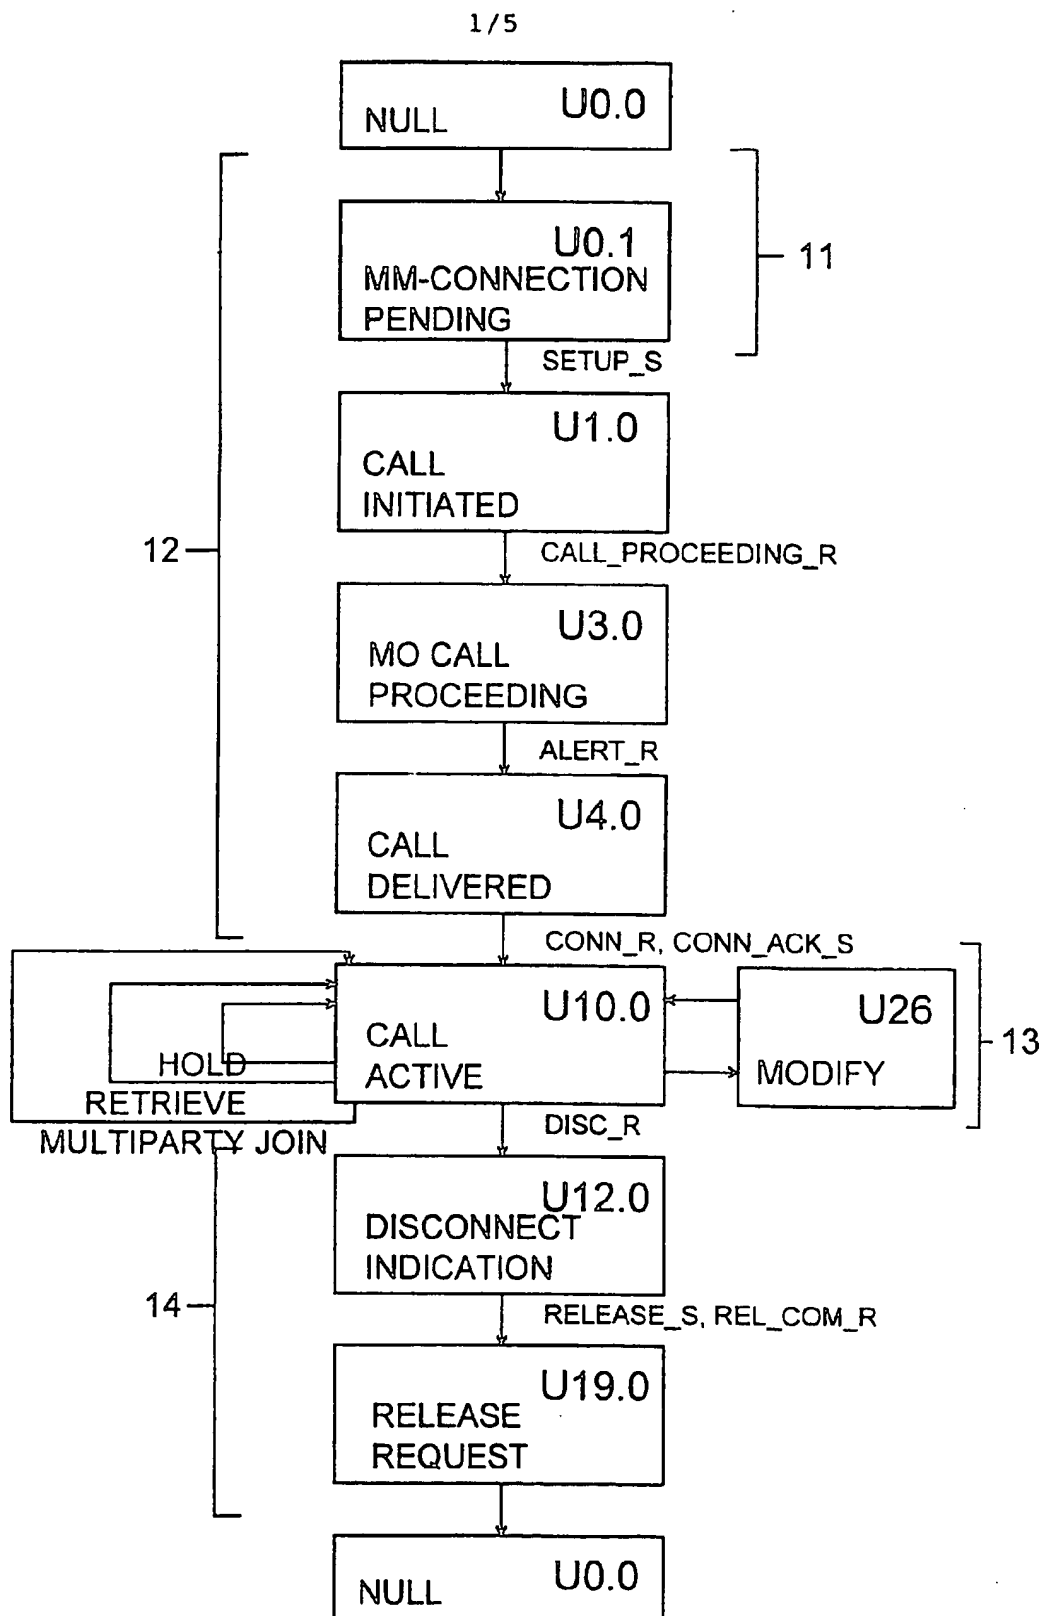 1/5
U0.0
NULL
U0.1
MM-CONNECTION
PENDING
11
SETUP_S
U1.0
CALL
INITIATED
12
CALL_PROCEEDING_R
U3.0
MO CALL
PROCEEDING
ALERT_R
U4.0
CALL
DELIVERED
CONN_R, CONN_ACK_S
U10.0
CALL
ACTIVE
U26
MODIFY
13
HOLD
RETRIEVE
MULTIPARTY JOIN
DISC_R
U12.0
DISCONNECT
INDICATION
14
RELEASE_S, REL_COM_R
U19.0
RELEASE
REQUEST
U0.0
NULL